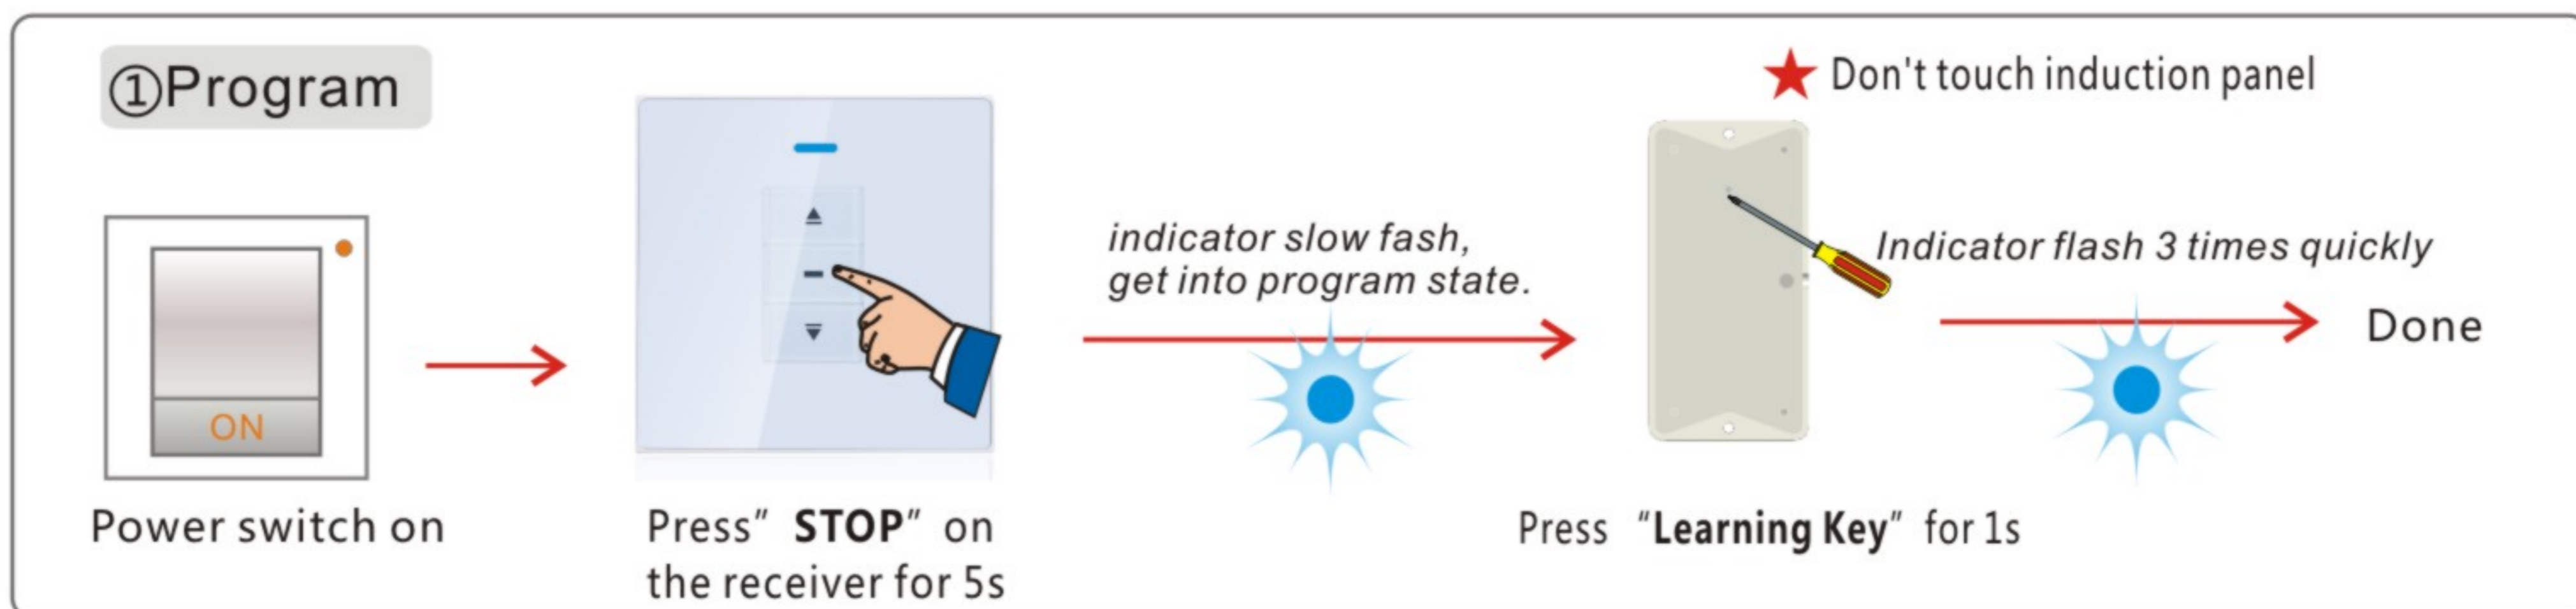 ①Program
★ Don't touch induction panel
ON
indicator slow fash,
get into program state.
Indicator flash 3 times quickly
Done
Power switch on
Press” STOP” on
the receiver for 5s
Press “Learning Key” for 1s